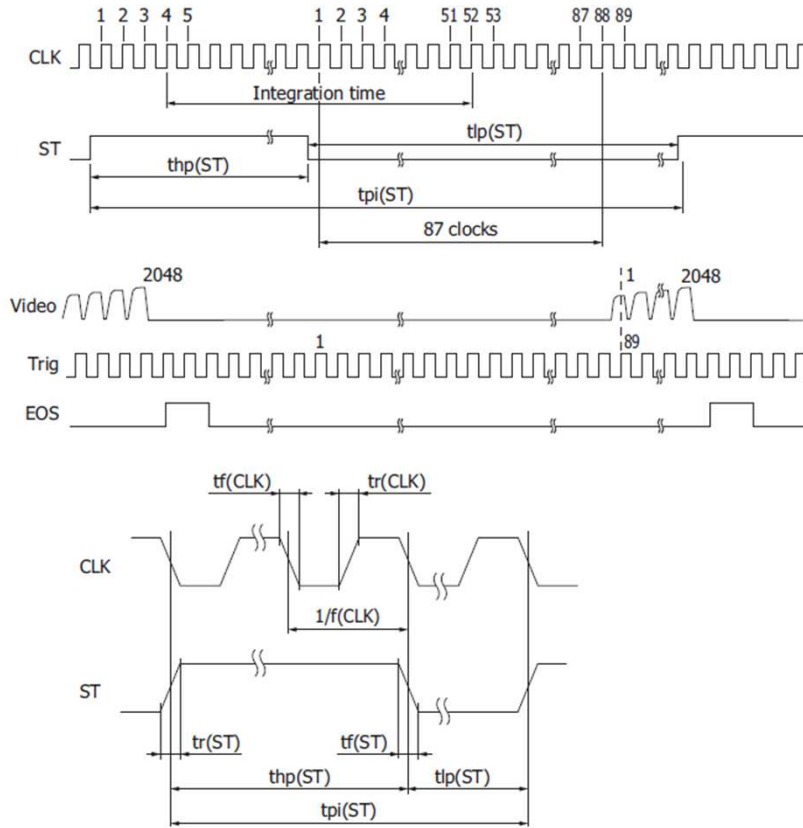 1 2 3 4 5 1 2 3 4 51 52 53 87 88 89
CLK
Integration time
ST
tlp(ST)
thp(ST)
tpi(ST)
87 clocks
2048 1 2048
Video
1 89
Trig
EOS
tf(CLK) tr(CLK)
CLK
1/f(CLK)
ST
tr(ST) tf(ST)
thp(ST) tlp(ST)
tpi(ST)